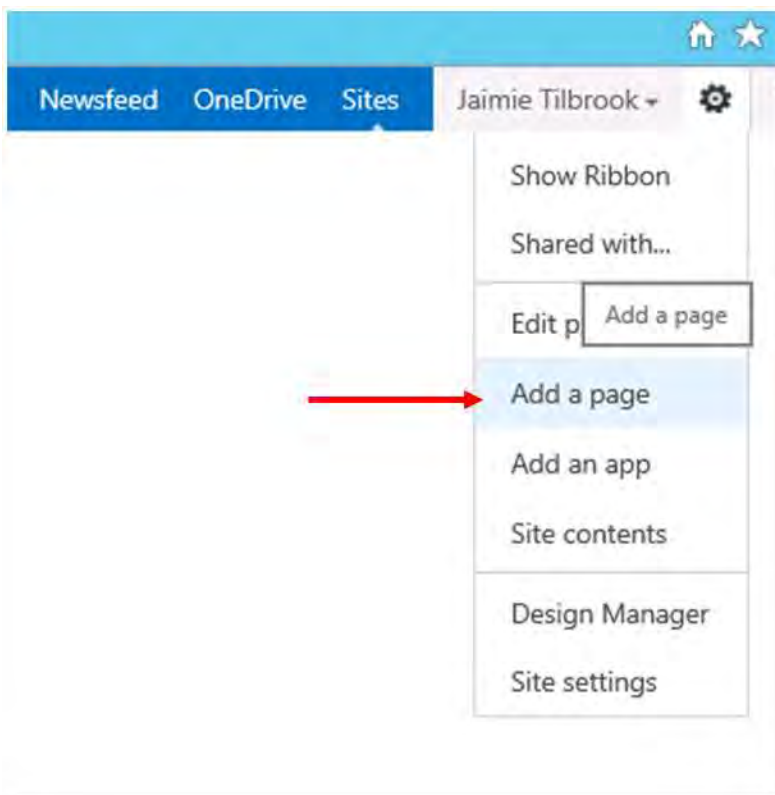 Newsfeed OneDrive Sites Jaimie Tilbrook
Show Ribbon
Shared with...
Edit p
Add a page
Add a page
Add an app
Site contents
Design Manager
Site settings